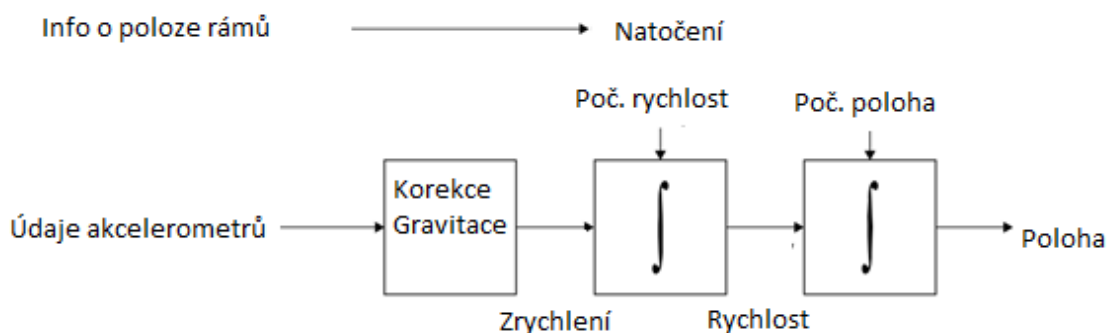 Info o poloze rámů
Natočení
Poč. rychlost
Poč. poloha
Údaje akcelerometrů
Korekce
Gravitace
∫
∫
Poloha
Zrychlení
Rychlost